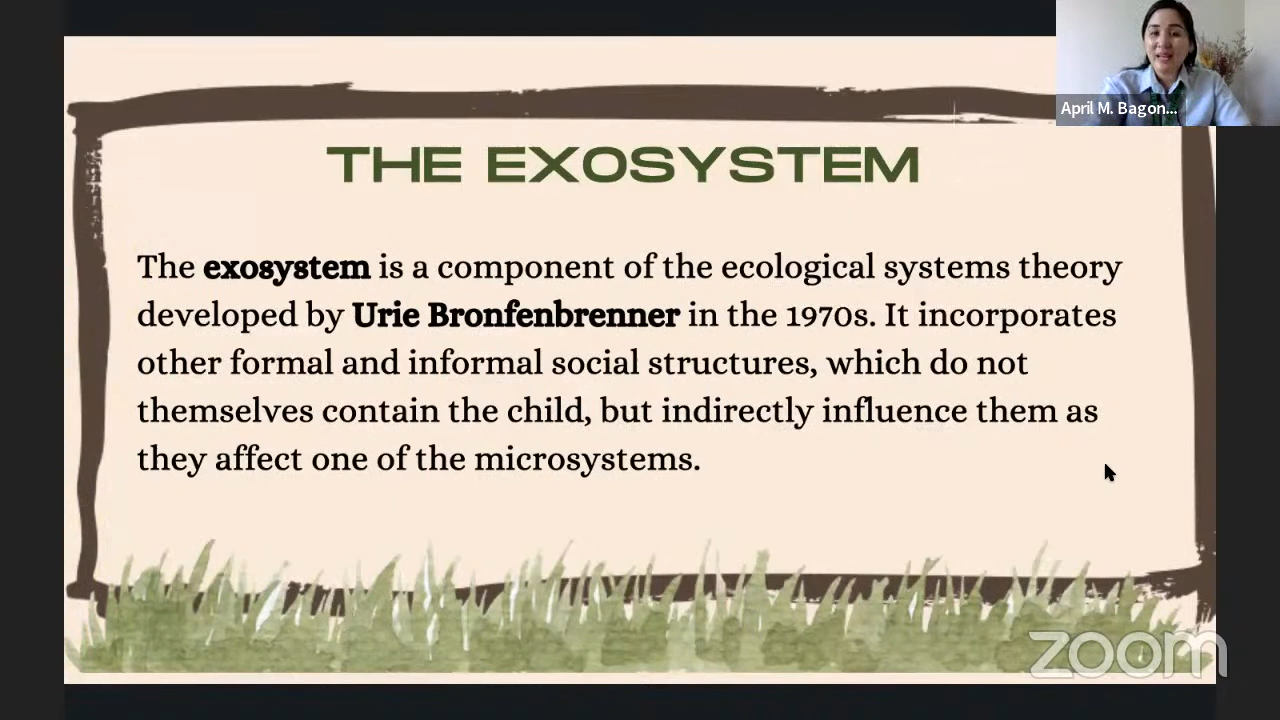 April M. Bagon...
THE EXOSYSTEM
The exosystem is a component of the ecological systems theory
developed by Urie Bronfenbrenner in the 1970s. It incorporates
other formal and informal social structures, which do not
themselves contain the child, but indirectly influence them as
they affect one of the microsystems.
zoom